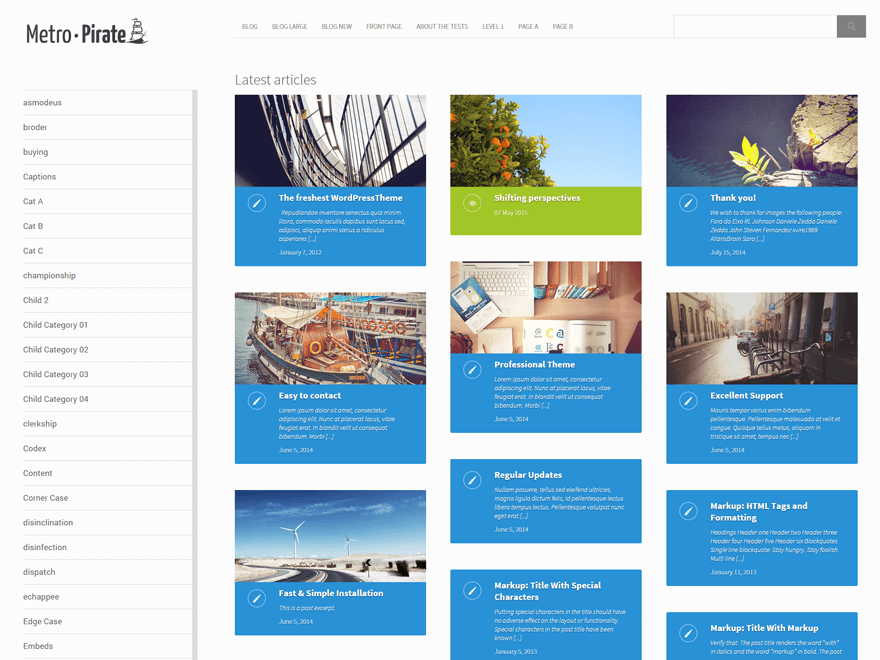 Metro·Pirate
BLOG BLOG LARGE BLOG NEW FRONT PAGE ABOUT THE TESTS LEVEL 1 PAGE A PAGE B
asmodeus
broder
buying
Captions
Cat A
Cat B
Cat C
championship
Child 2
Child Category 01
Child Category 02
Child Category 03
Child Category 04
clerkship
Codex
Content
Corner Case
disinclination
disinfection
dispatch
echappee
Edge Case
Embeds
Latest articles
The freshest WordPressTheme
Repudiandae inventore senectus quia minim
litora, commodo iaculis dapibus sunt lacus sed,
adipisci, aliquip animi varius a ridiculus
asperiores [...]
January 7, 2012
Easy to contact
Lorem ipsum dolor sit amet, consectetur
adipiscing elit. Nunc at placerat lacus, vitae
feugiat erat. In blandit velit ut consequat
bibendum. Morbi [...]
June 5, 2014
Fast & Simple Installation
This is a post excerpt.
June 5, 2014
Shifting perspectives
07 May 2015
Professional Theme
Lorem ipsum dolor sit amet, consectetur
adipiscing elit. Nunc at placerat lacus, vitae
feugiat erat. In blandit velit ut consequat
bibendum. Morbi [...]
June 5, 2014
Regular Updates
Nullam posuere, tellus sed eleifend ultricies,
magna ligula dictum felis, id pellentesque lectus
libero tempus lectus. Pellentesque volutpat nunc
eget erat [...]
June 5, 2014
Markup: Title With Special
Characters
Putting special characters in the title should have
no adverse effect on the layout or functionality.
Special characters in the post title have been
known [...]
January 5, 2013
Thank you!
We wish to thank for images the following people:
Fora do Eixo RL Johnson Daniele Zedda Daniele
Zedda John Steven Fernandez wire1969
AllansBrain Sara [...]
July 15, 2014
Excellent Support
Mauris tempor varius enim bibendum
pellentesque. Pellentesque malesuada at velit et
congue. Quisque tellus metus, aliquam in
tristique sit amet, tempus nec [...]
June 5, 2014
Markup: HTML Tags and
Formatting
Headings Header one Header two Header three
Header four Header five Header six Blockquotes
Single line blockquote: Stay hungry. Stay foolish.
Multi line [...]
January 11, 2013
Markup: Title With Markup
Verify that: The post title renders the word "with"
in italics and the word "markup" in bold. The post